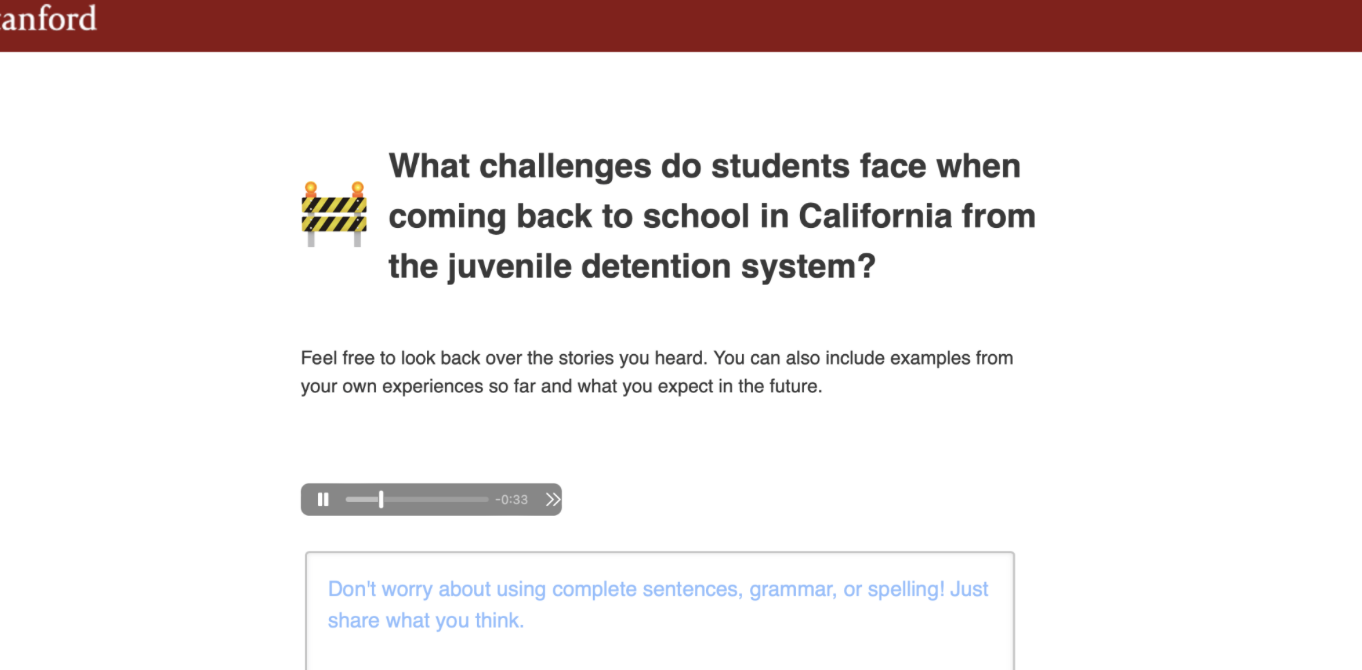 tanford
What challenges do students face when
coming back to school in California from
the juvenile detention system?
Feel free to look back over the stories you heard. You can also include examples from
your own experiences so far and what you expect in the future.
-0:33
Don't worry about using complete sentences, grammar, or spelling! Just
share what you think.